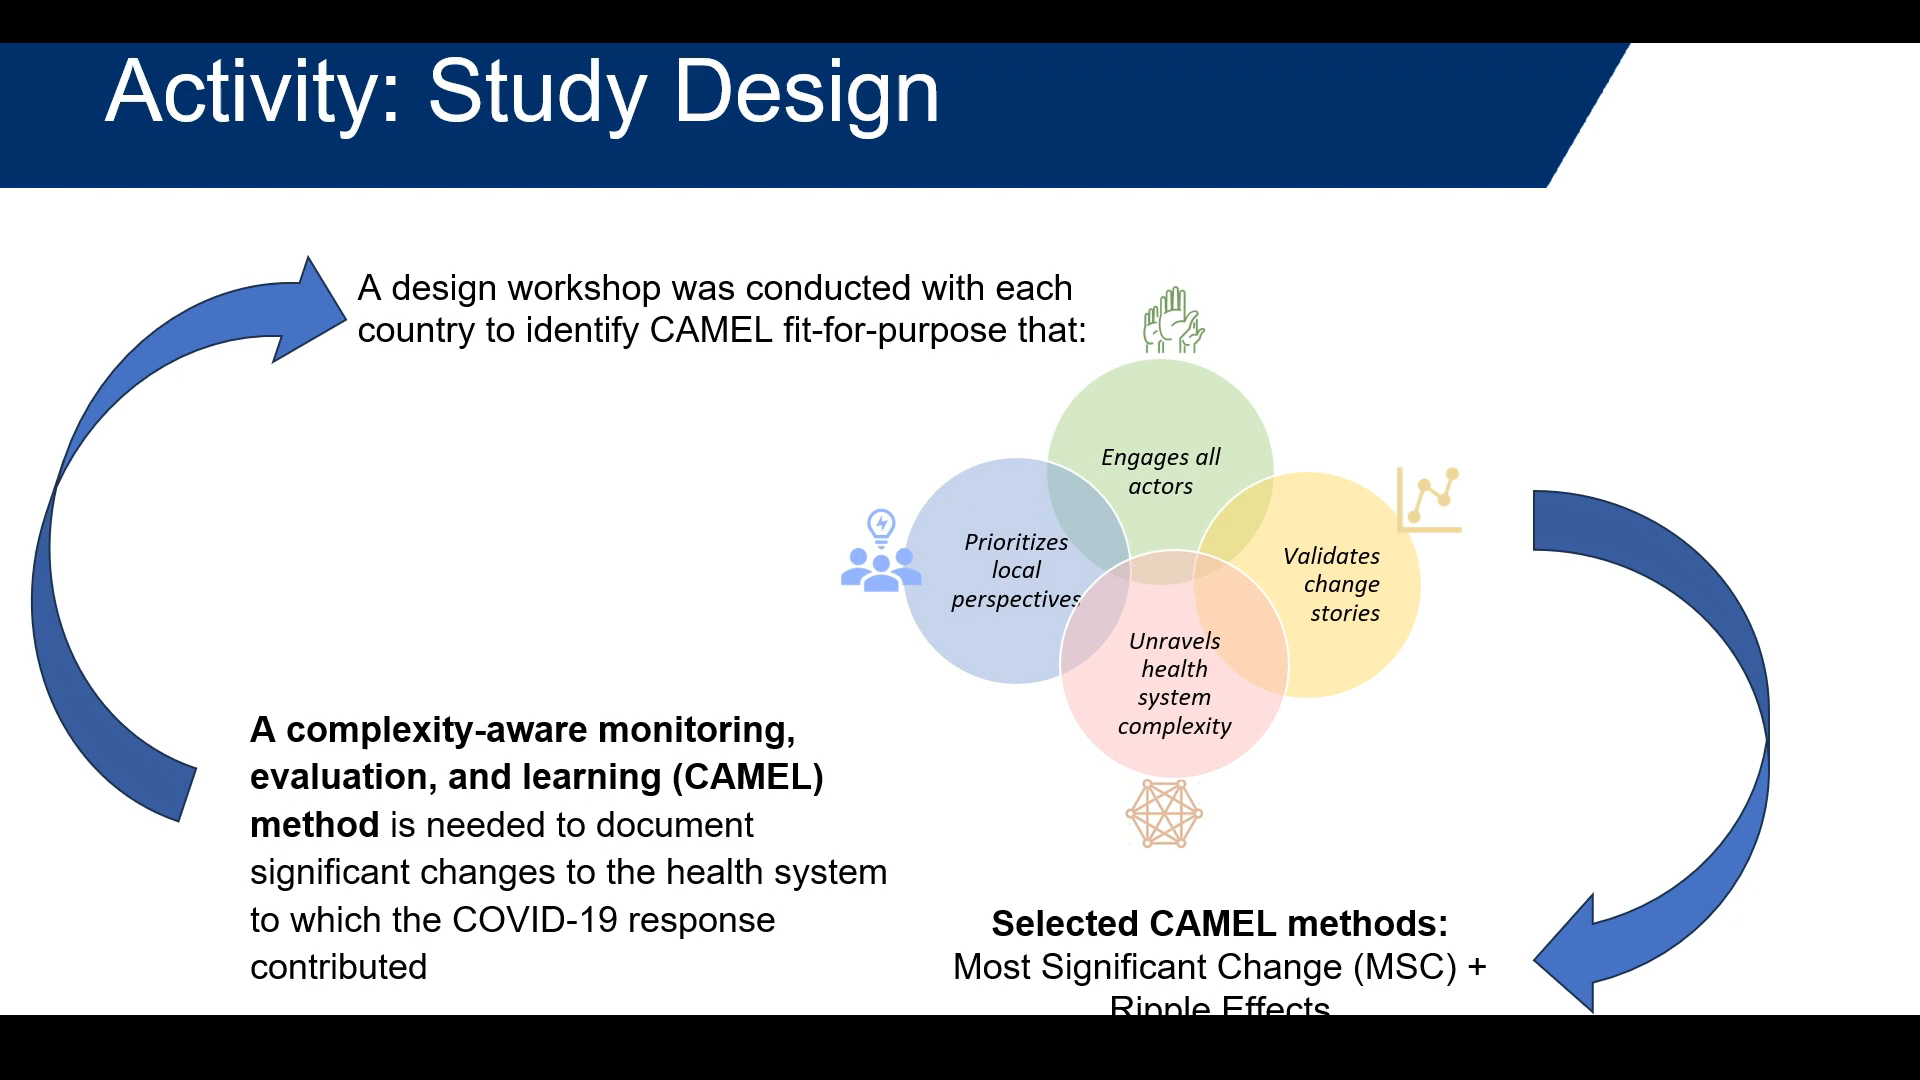 Activity: Study Design
A design workshop was conducted with each
country to identify CAMEL fit-for-purpose that:
Engages all
actors
Prioritizes
local
perspectives
Validates
change
stories
Unravels
health
system
complexity
A complexity-aware monitoring,
evaluation, and learning (CAMEL)
method is needed to document
significant changes to the health system
to which the COVID-19 response
contributed
Selected CAMEL methods:
Most Significant Change (MSC) +
Ripple Effects